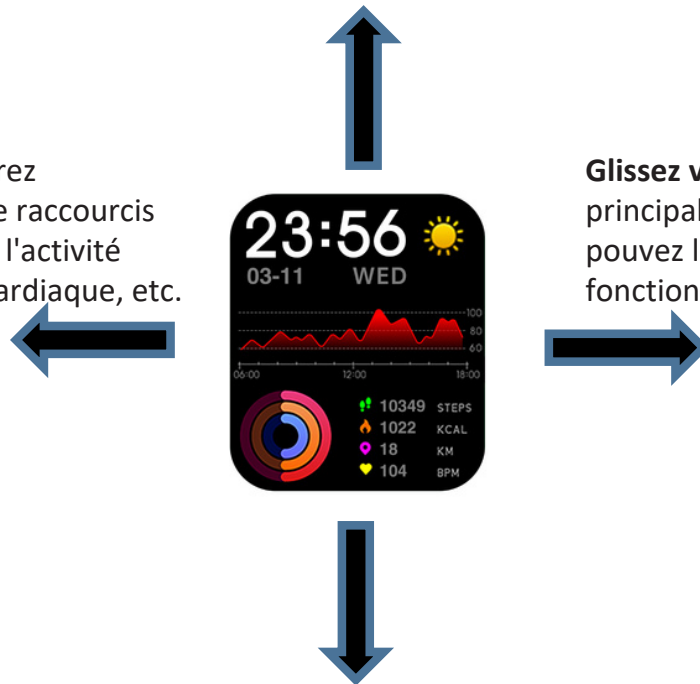 rez
e raccourcis
l'activité
ardiaque, etc.
Glissez v
principal
pouvez l
fonction
23:56
03-11 WED
100
80
60
06:00 12:00 18:00
10349 STEPS
1022 KCAL
18 KM
104 BPM